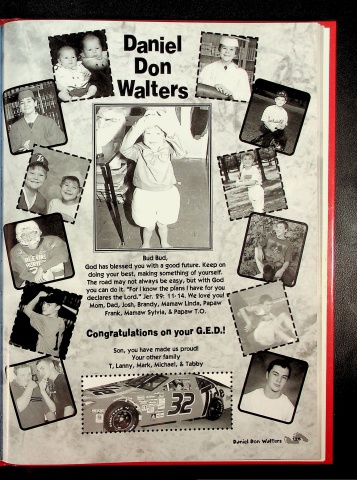 Daniel
Don
Walters
Bud Bud,
God has blessed you with a good future. Keep on
doing your best, making something of yourself.
The road may not always be easy, but with God
you can do it. "For I know the plans I have for you
declares the Lord." Jer. 29: 11-14. We love you!
Mom, Dad, Josh, Brandy, Mamaw Linda, Papaw
Frank, Mamaw Sylvia, & Papaw T.O.
Congratulations on your G.E.D.!
Son, you have made us proud!
Your other family
T, Lanny, Mark, Michael, & Tabby
32
Daniel Don Walters